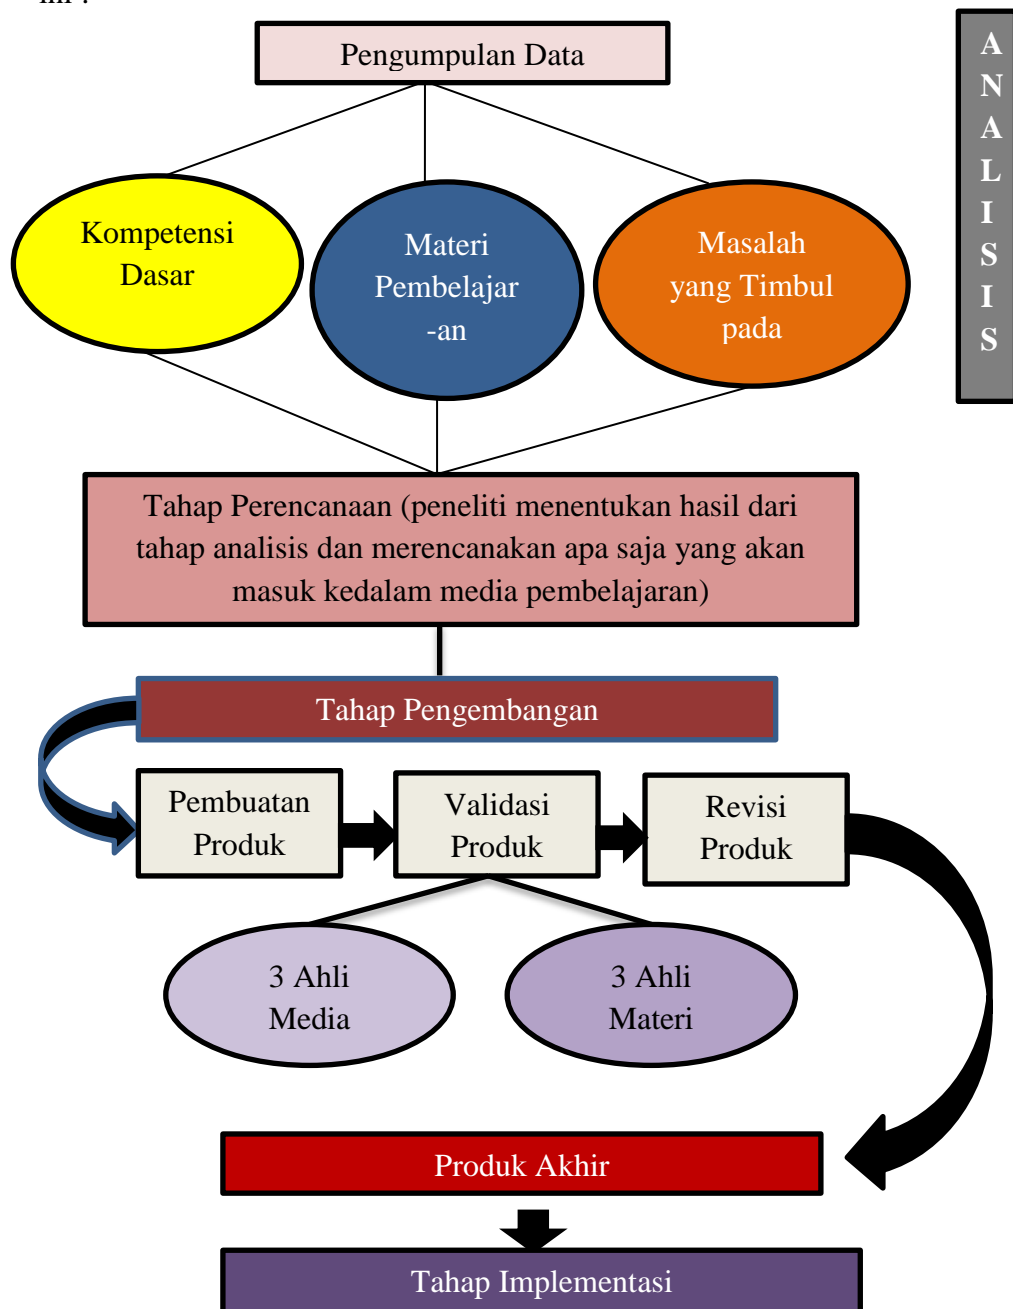 ini :
Pengumpulan Data
A
N
A
L
I
S
I
S
Kompetensi
Dasar
Materi
Pembelajar
-an
Masalah
yang Timbul
pada
Tahap Perencanaan (peneliti menentukan hasil dari
tahap analisis dan merencanakan apa saja yang akan
masuk kedalam media pembelajaran)
Tahap Pengembangan
Pembuatan
Produk
Validasi
Produk
Revisi
Produk
3 Ahli
Media
3 Ahli
Materi
Produk Akhir
Tahap Implementasi